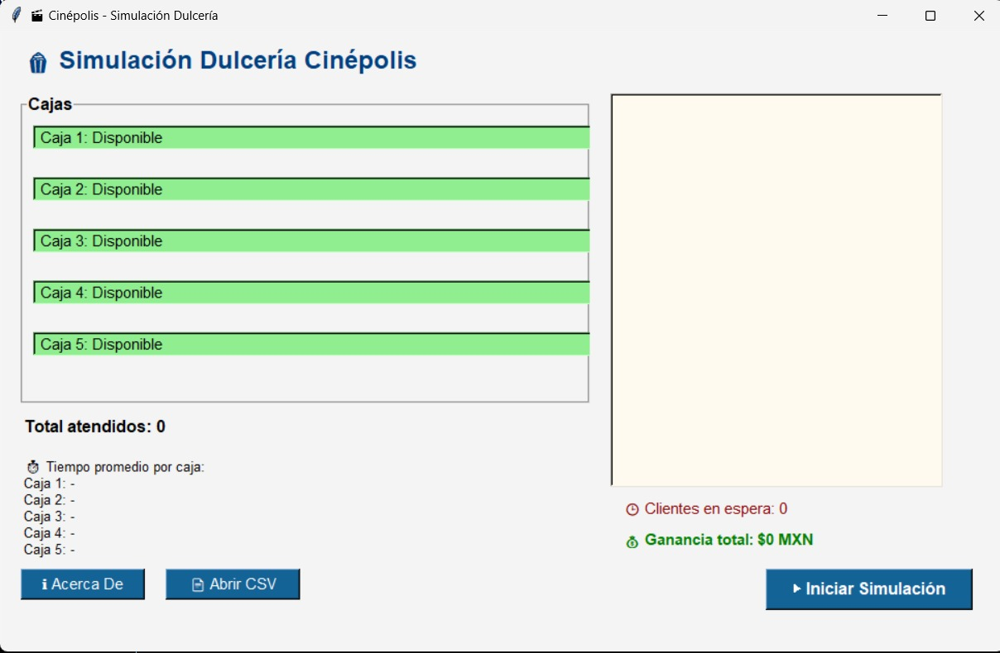 Cinépolis - Simulación Dulcería
Simulación Dulcería Cinépolis
Cajas
Caja 1: Disponible
Caja 2: Disponible
Caja 3: Disponible
Caja 4: Disponible
Caja 5: Disponible
Total atendidos: 0
Tiempo promedio por caja:
Caja 1: -
Caja 2: -
Caja 3: -
Caja 4: -
Caja 5: -
Clientes en espera: 0
Ganancia total: $0 MXN
Acerca De
Abrir CSV
Iniciar Simulación